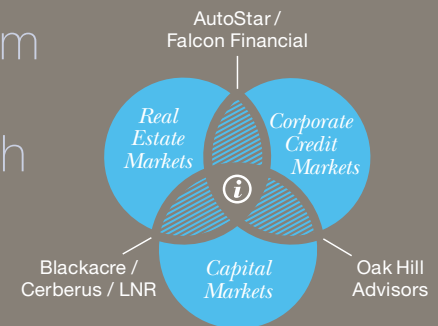 AutoStar /
Falcon Financial
m
h
Real
Estate
Markets
Corporate
Credit
Markets
i
Blackacre /
Cerberus / LNR
Capital
Markets
Oak Hill
Advisors